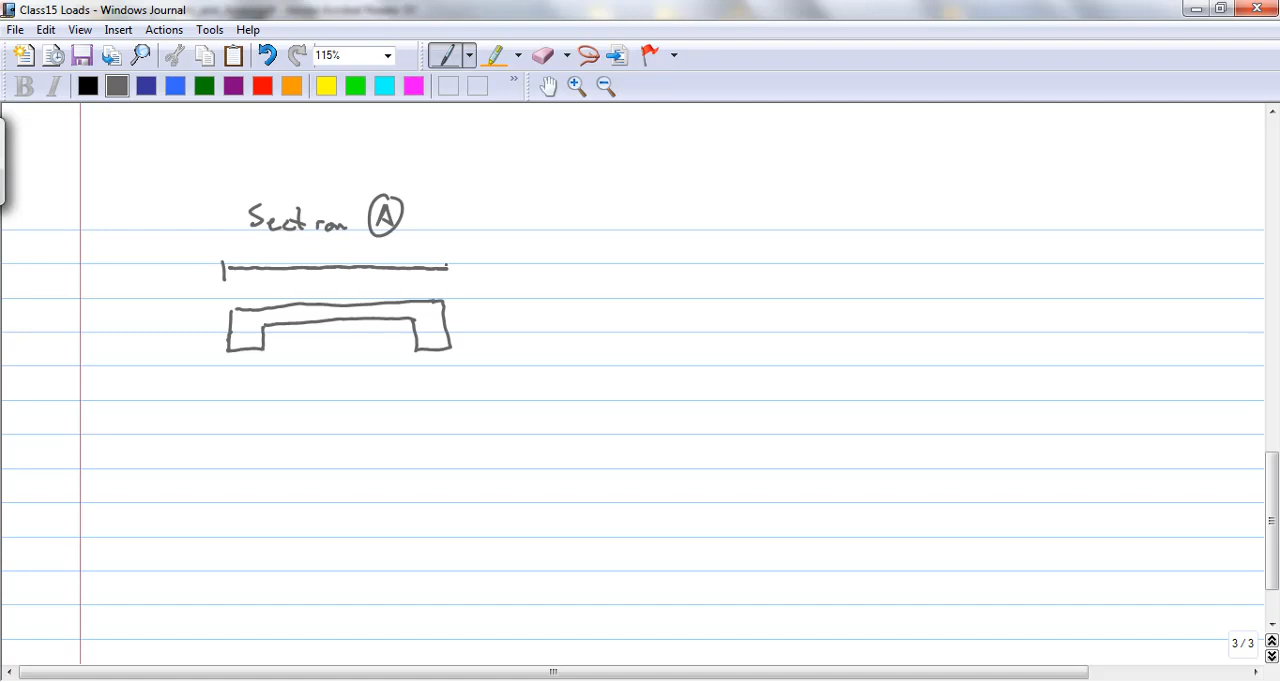 Class15 Loads - Windows Journal
File Edit View Insert Actions Tools Help
115%
B I
Section A
3 / 3